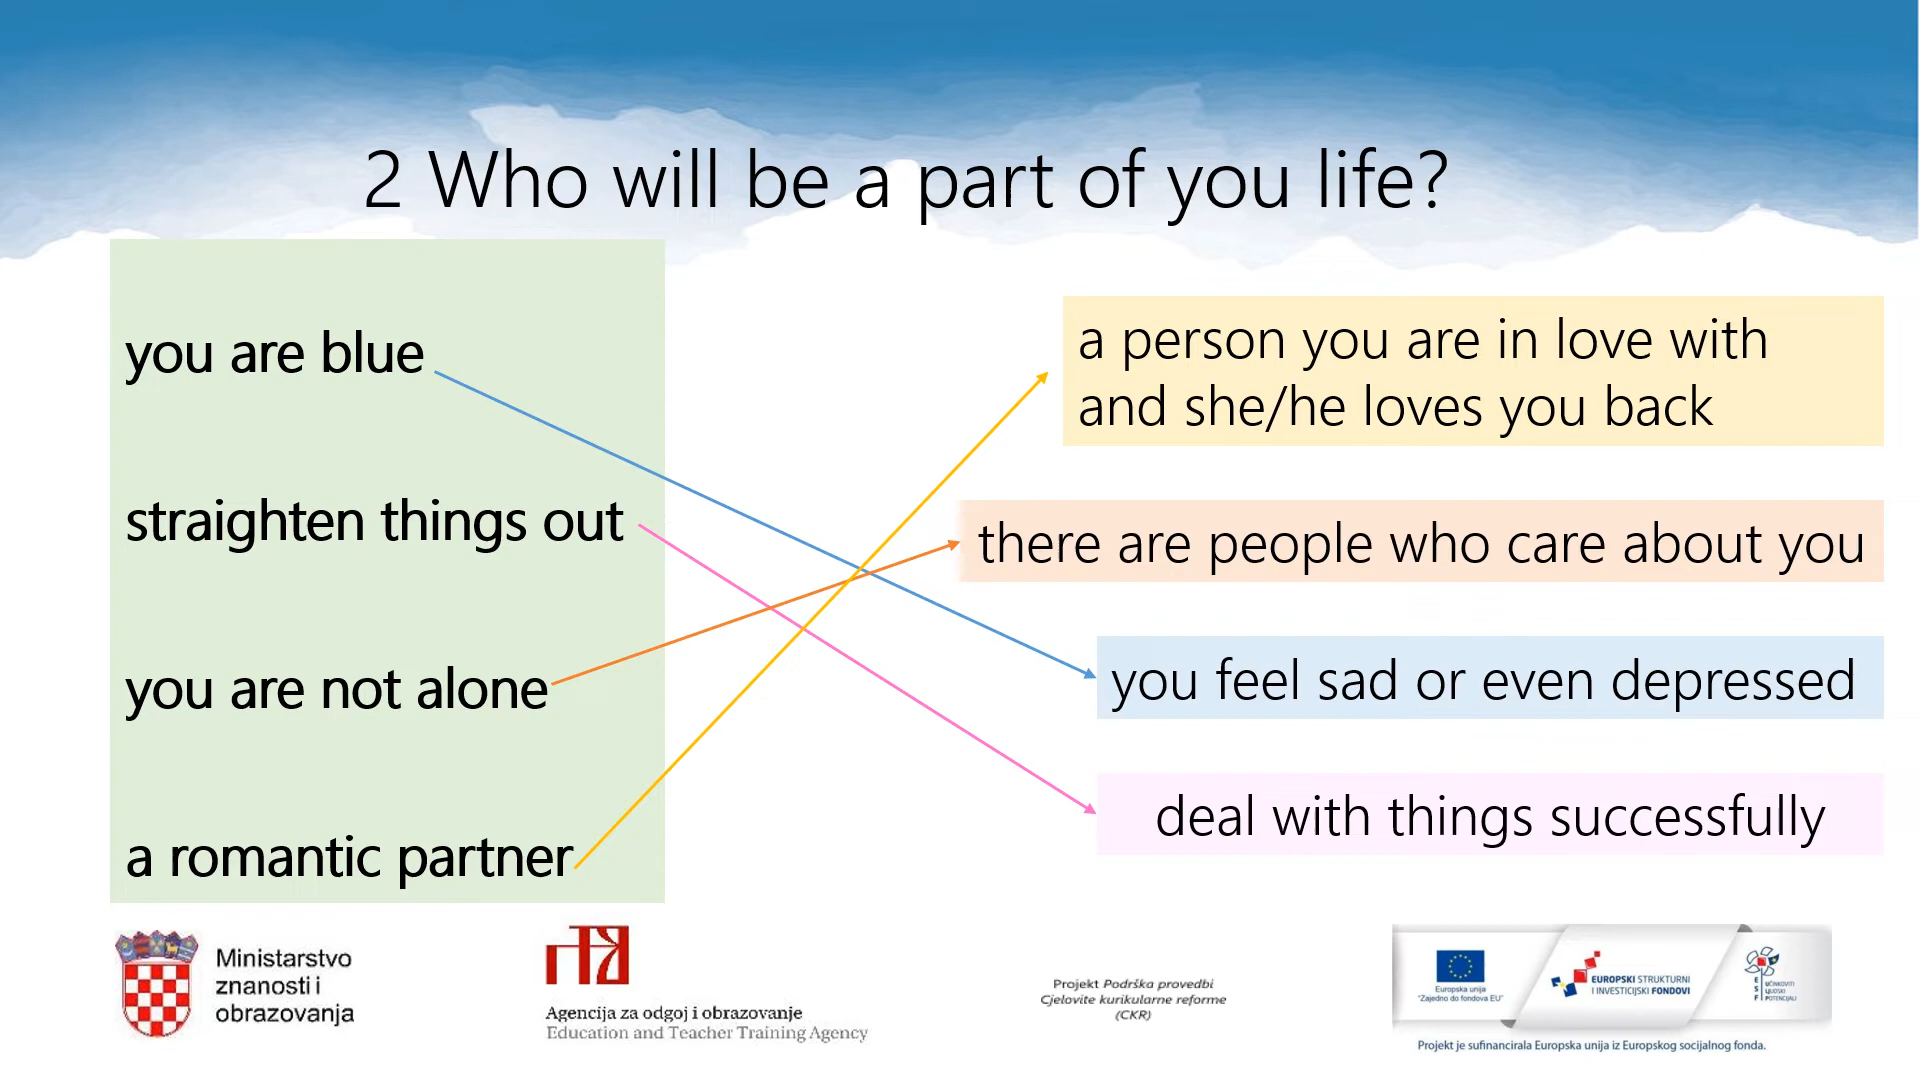 2 Who will be a part of you life?
you are blue
straighten things out
you are not alone
a romantic partner
a person you are in love with
and she/he loves you back
there are people who care about you
you feel sad or even depressed
deal with things successfully
Ministarstvo
znanosti i
obrazovanja
Agencija za odgoj i obrazovanje
Education and Teacher Training Agency
Projekt Podrška provedbi
Cjelovite kurikularne reforme
(CKR)
Europska unija
"Zajedno do fondova EU"
EUROPSKI STRUKTURNI
I INVESTICIJSKI FONDOVI
ESF
UČINKOVITI
LJUDSKI
POTENCIJALI
Projekt je sufinancirala Europska unija iz Europskog socijalnog fonda.